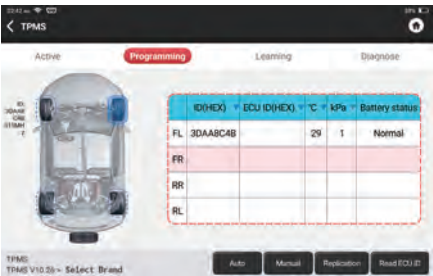 TPMS
Active
Programming
Learning
Diagnose
ID(HEX) ECU ID(HEX) °C kPa Battery status
FL 3DAA8C4B 29 1 Normal
FR
RR
RL
TPMS
TPMS V10.26 > Select Brand
Auto
Manual
Replication
Read ECU ID